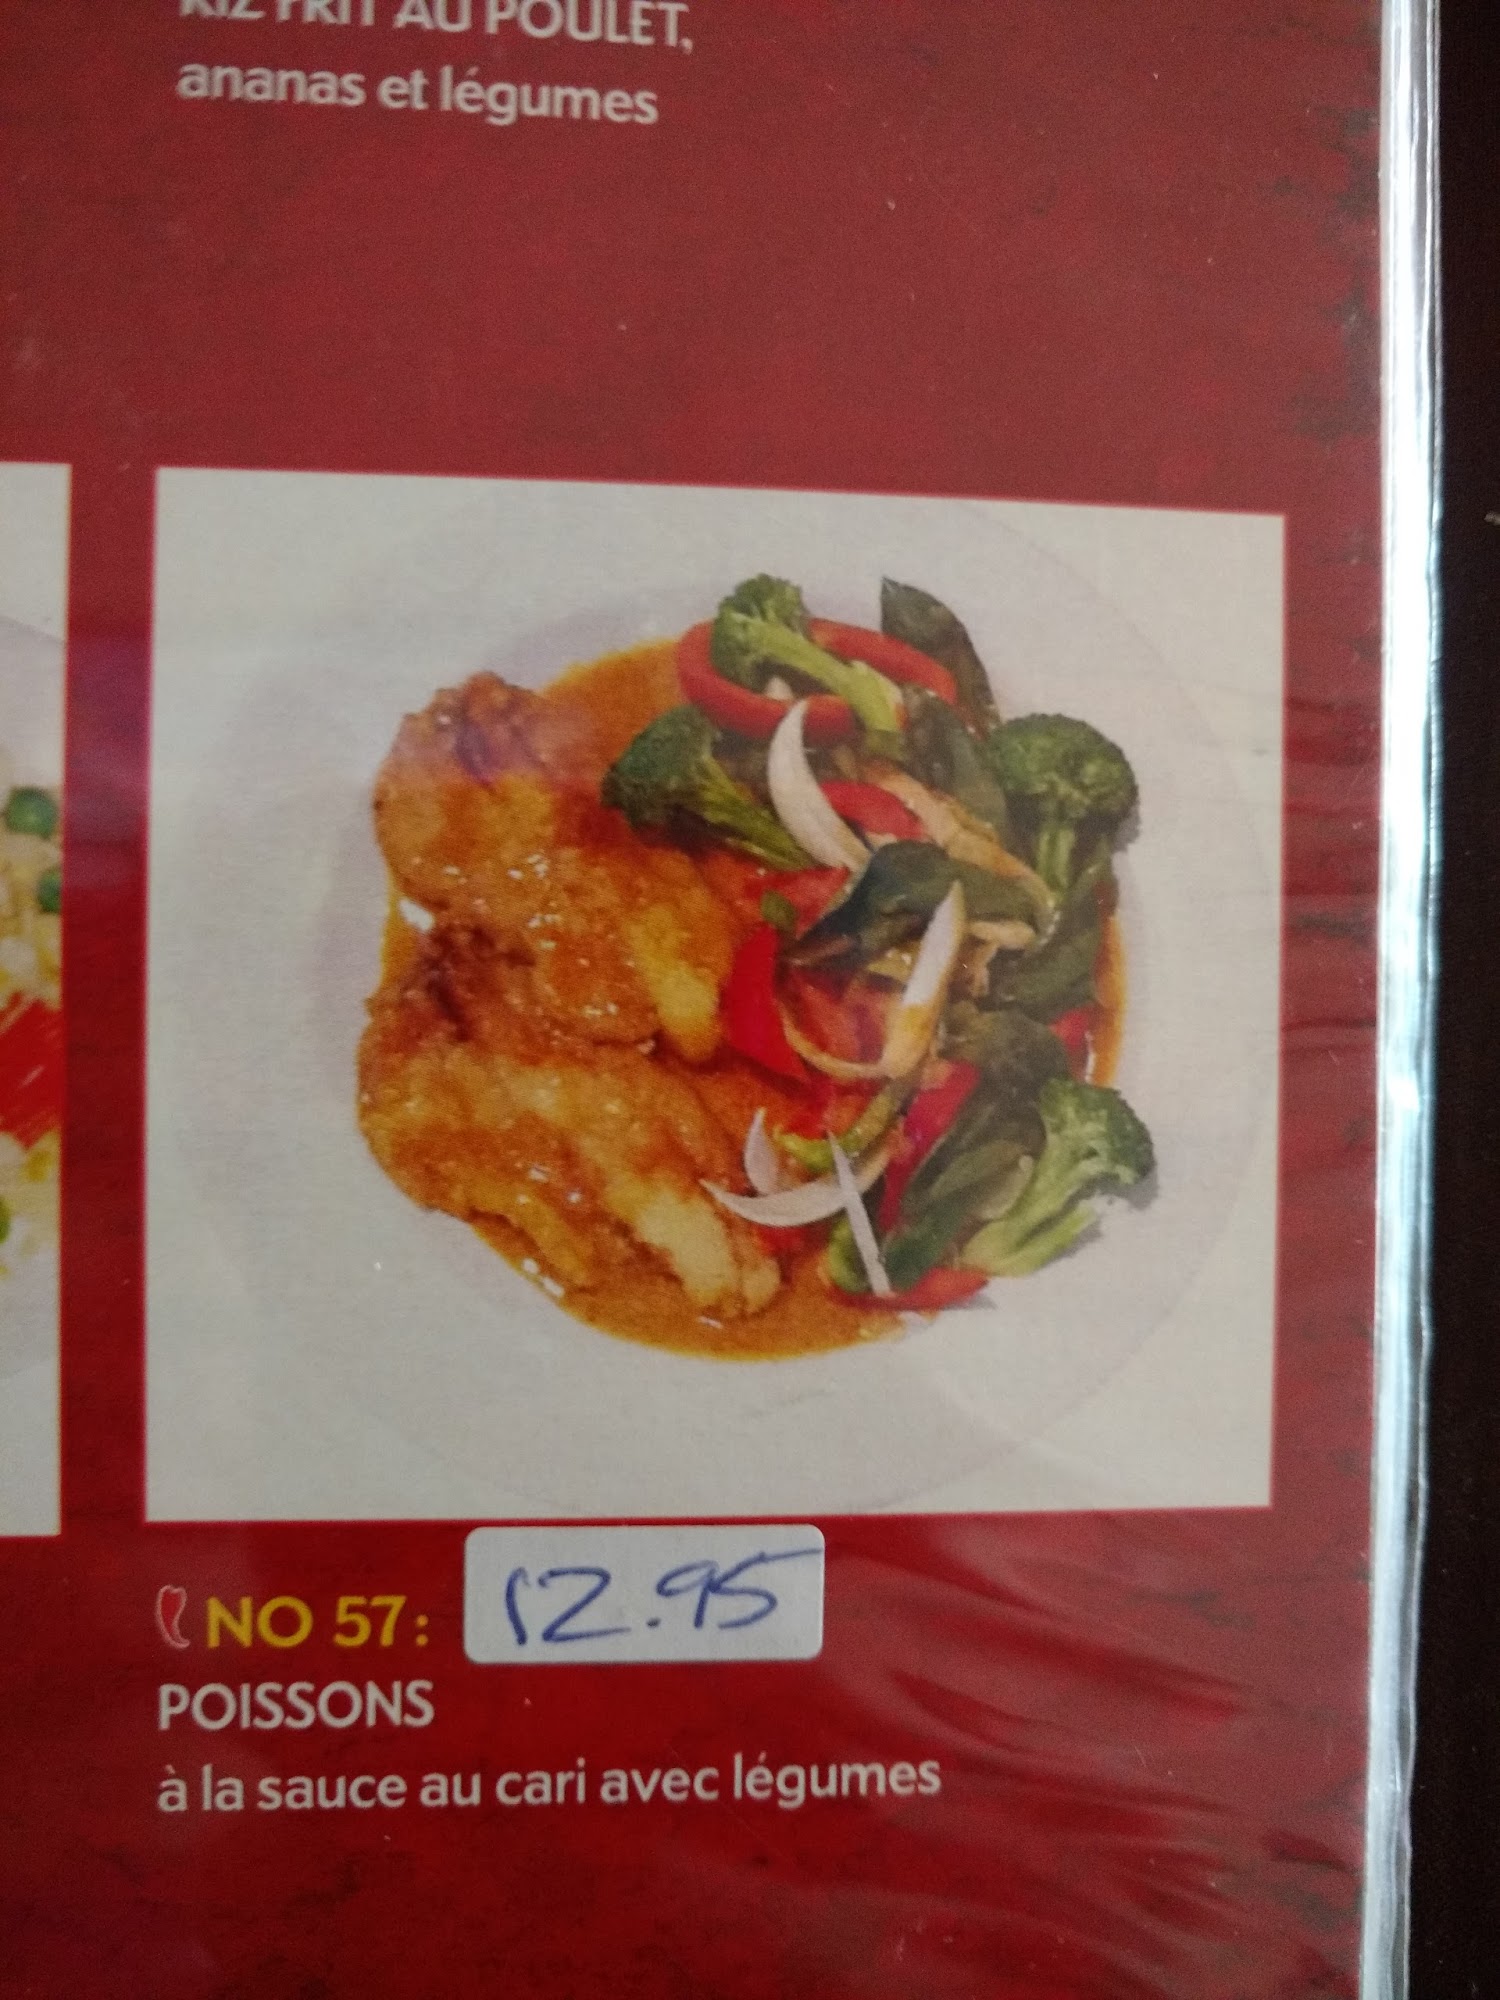 RIZ FRIT AU POULET,
ananas et légumes
NO 57: 12.95
POISSONS
à la sauce au cari avec légumes